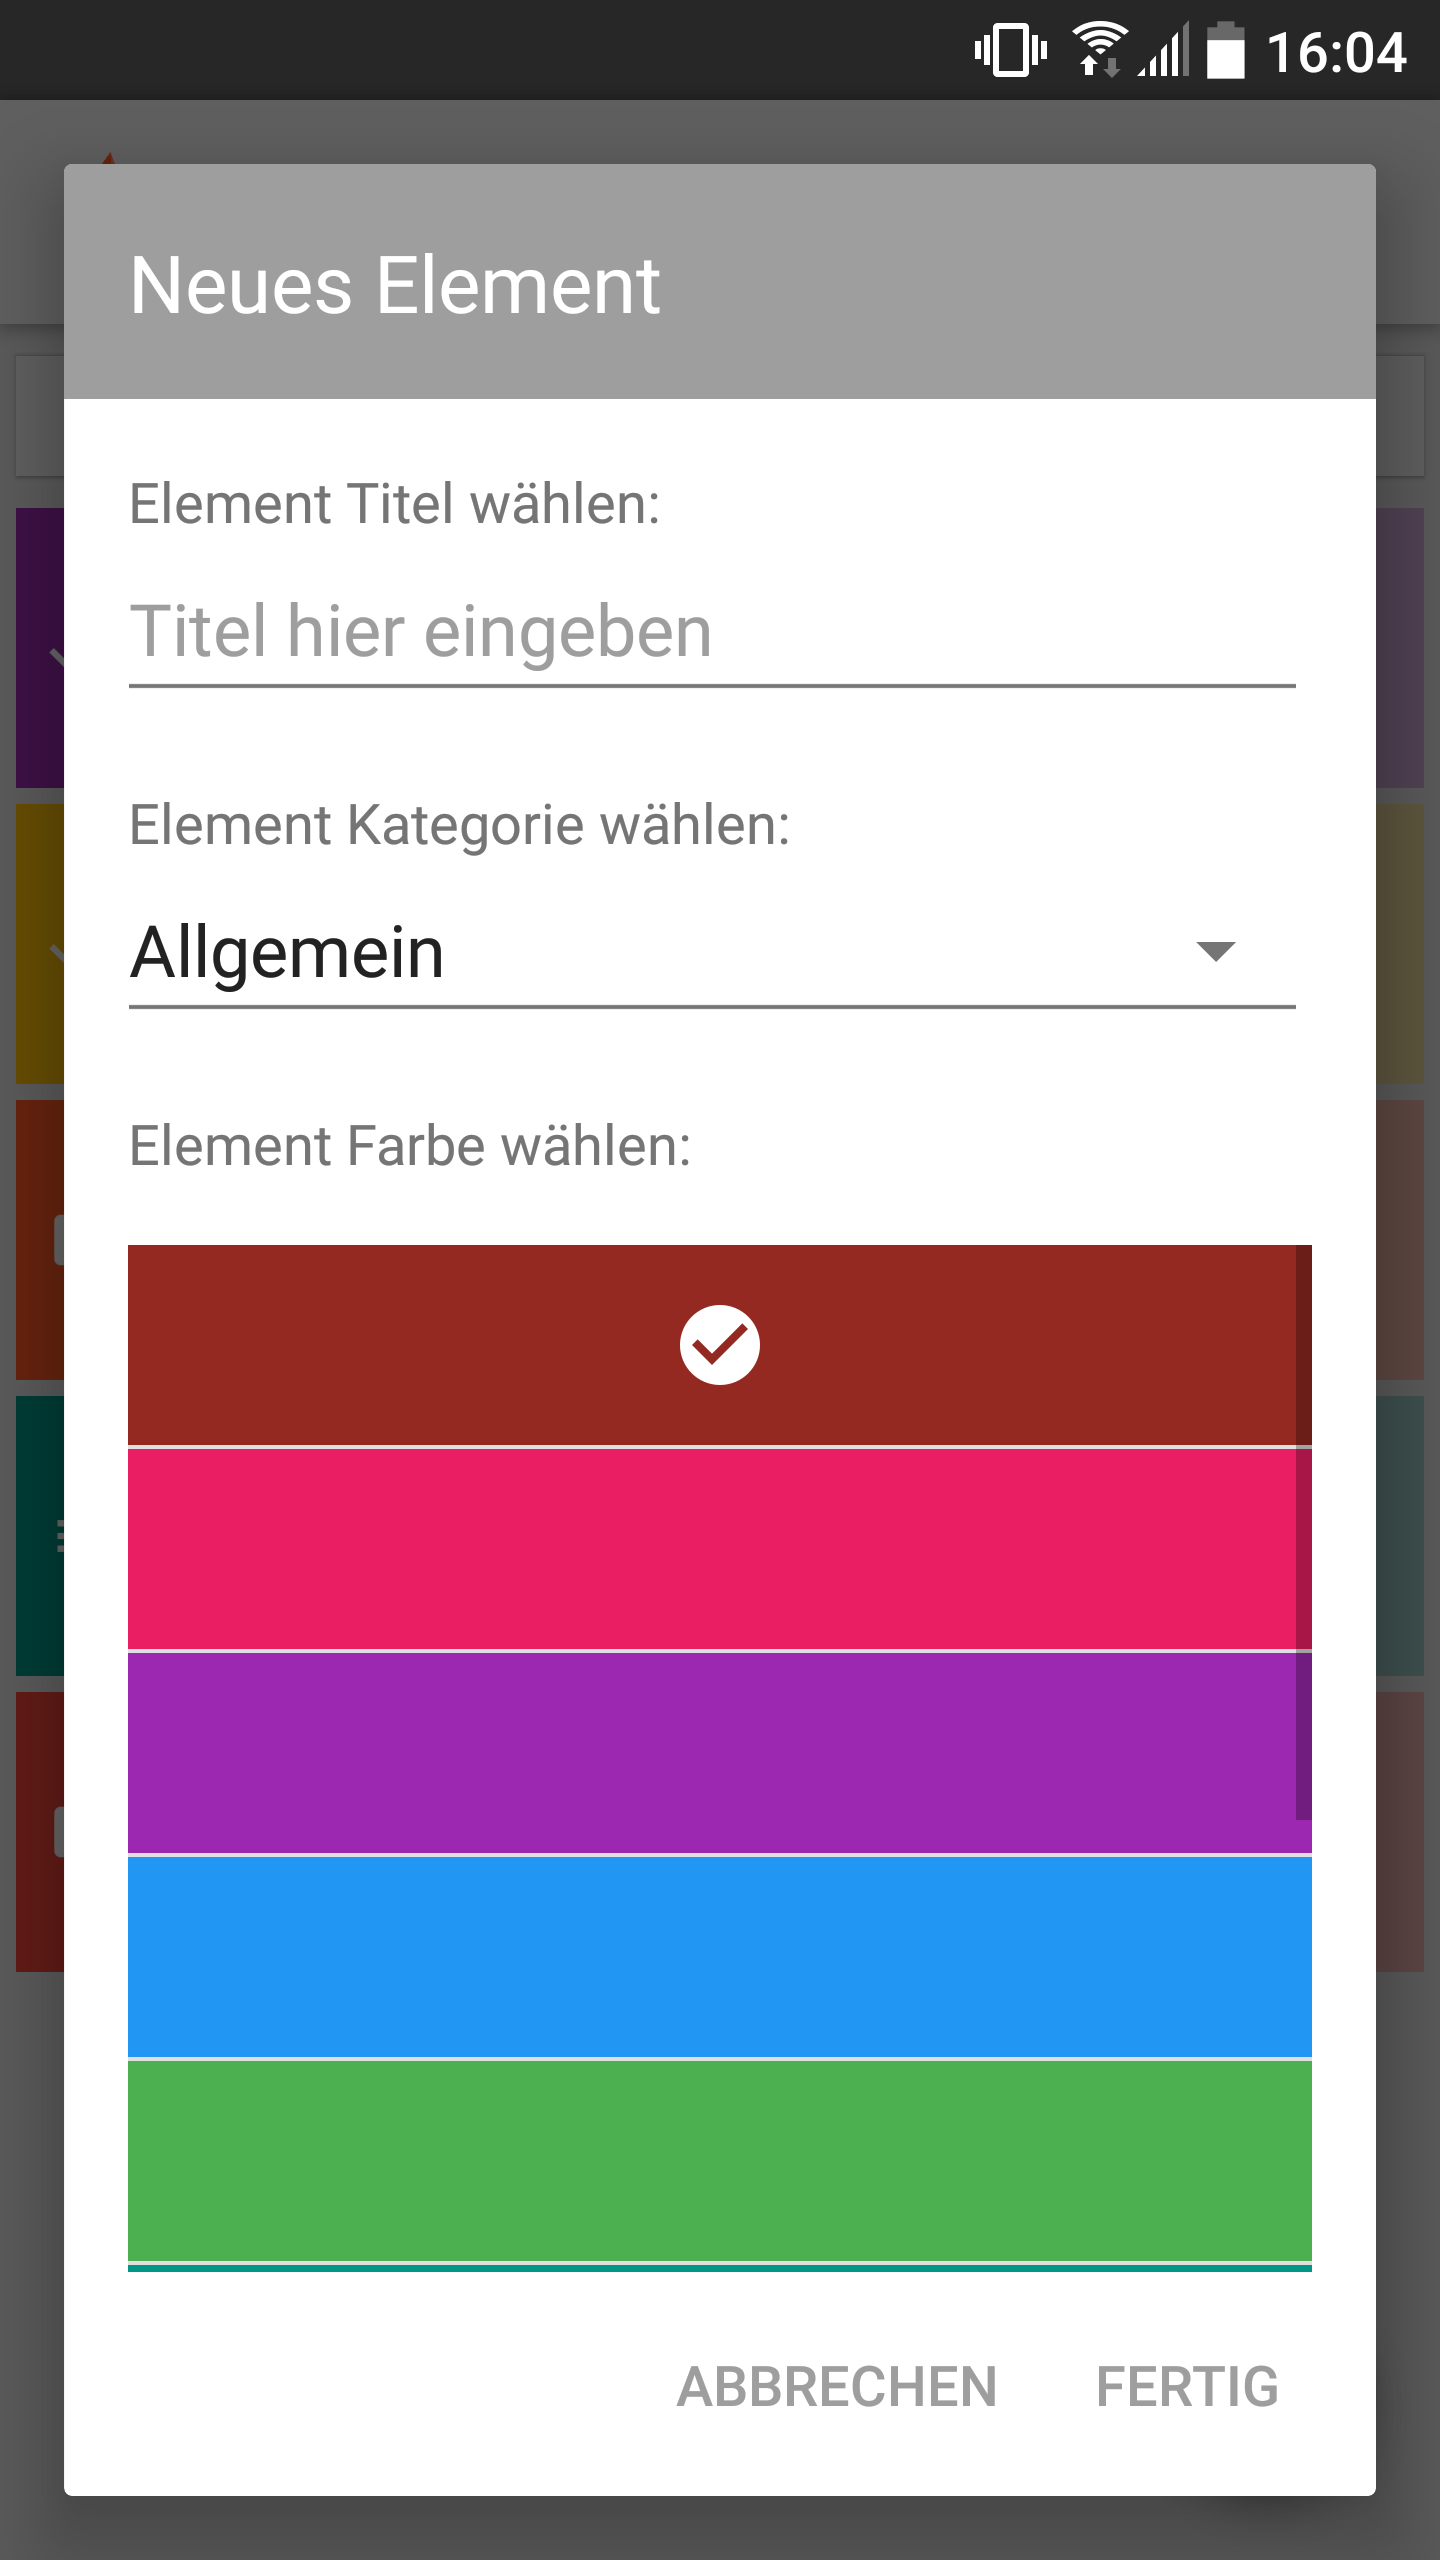 16:04
Neues Element
Element Titel wählen:
Titel hier eingeben
Element Kategorie wählen:
Allgemein
Element Farbe wählen:
ABBRECHEN FERTIG